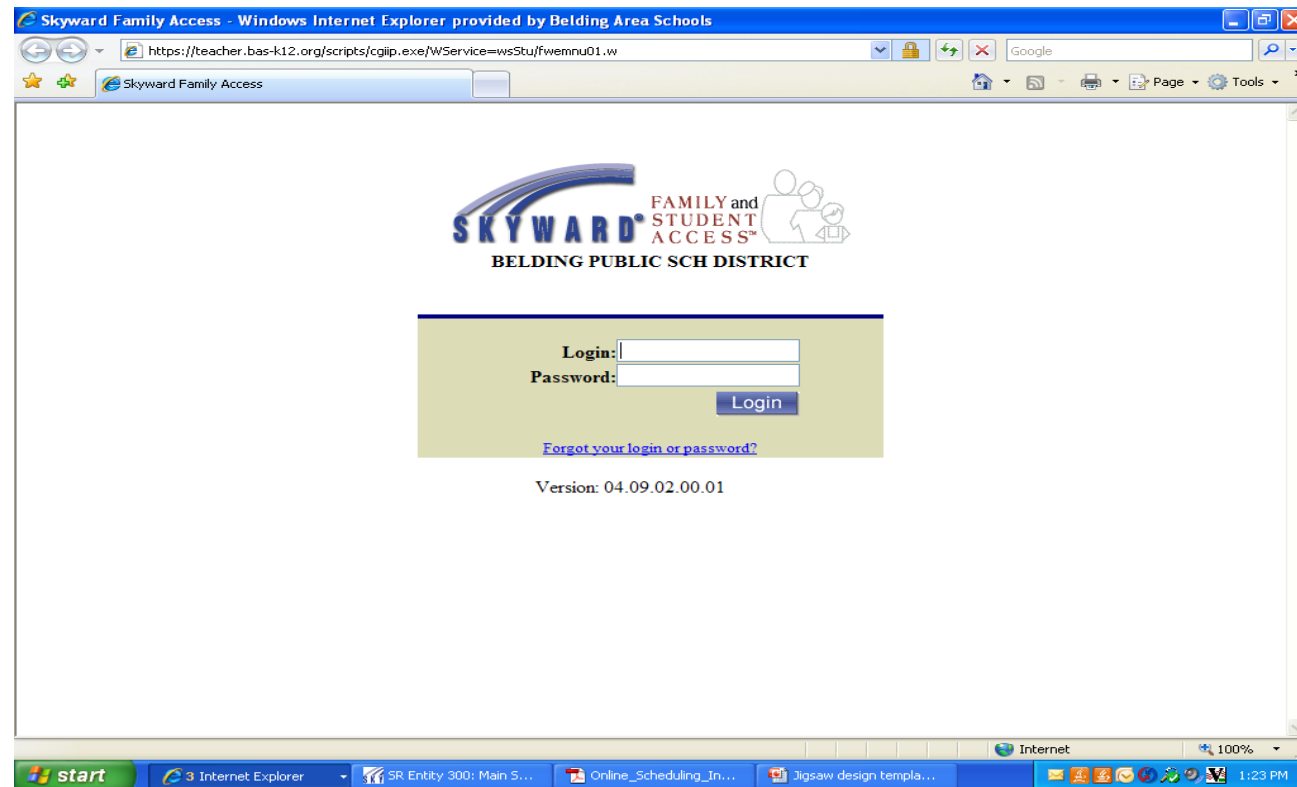 Skyward Family Access - Windows Internet Explorer provided by Belding Area Schools
https://teacher.bas-k12.org/scripts/cgiip.exe/WService=wsStu/fwemnu01.w
Google
Skyward Family Access
Page
Tools
SKYWARD® FAMILY and STUDENT ACCESS™
BELDING PUBLIC SCH DISTRICT
Login:
Password:
Login
Forgot your login or password?
Version: 04.09.02.00.01
Internet
100%
start
3 Internet Explorer
SR Entity 300: Main S...
Online_Scheduling_In...
Jigsaw design templa...
1:23 PM